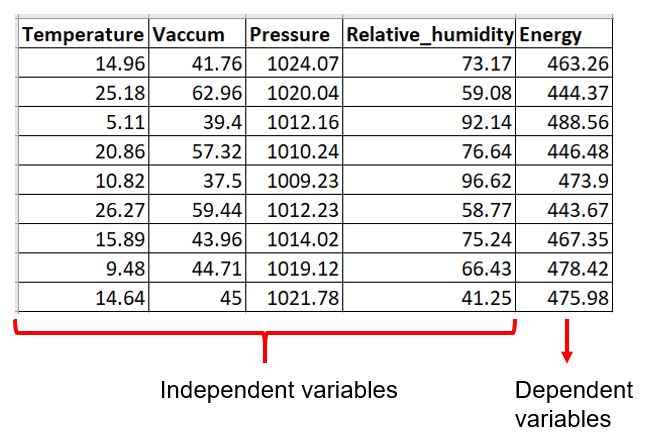 Temperature Vaccum Pressure Relative_humidity Energy
14.96 41.76 1024.07 73.17 463.26
25.18 62.96 1020.04 59.08 444.37
5.11 39.4 1012.16 92.14 488.56
20.86 57.32 1010.24 76.64 446.48
10.82 37.5 1009.23 96.62 473.9
26.27 59.44 1012.23 58.77 443.67
15.89 43.96 1014.02 75.24 467.35
9.48 44.71 1019.12 66.43 478.42
14.64 45 1021.78 41.25 475.98
Independent variables
Dependent
variables